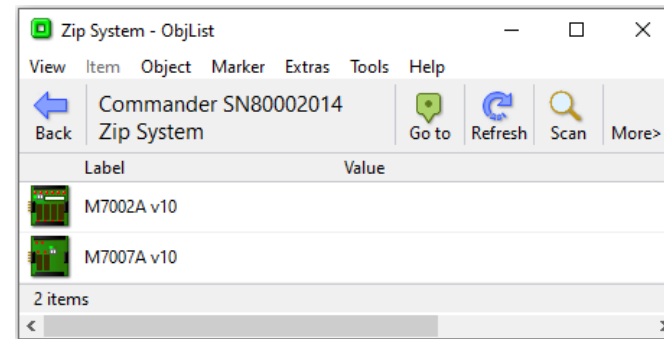 Zip System - ObjList
View Item Object Marker Extras Tools Help
Commander SN80002014
Zip System
Back Go to Refresh Scan More>
Label Value
M7002A v10
M7007A v10
2 items